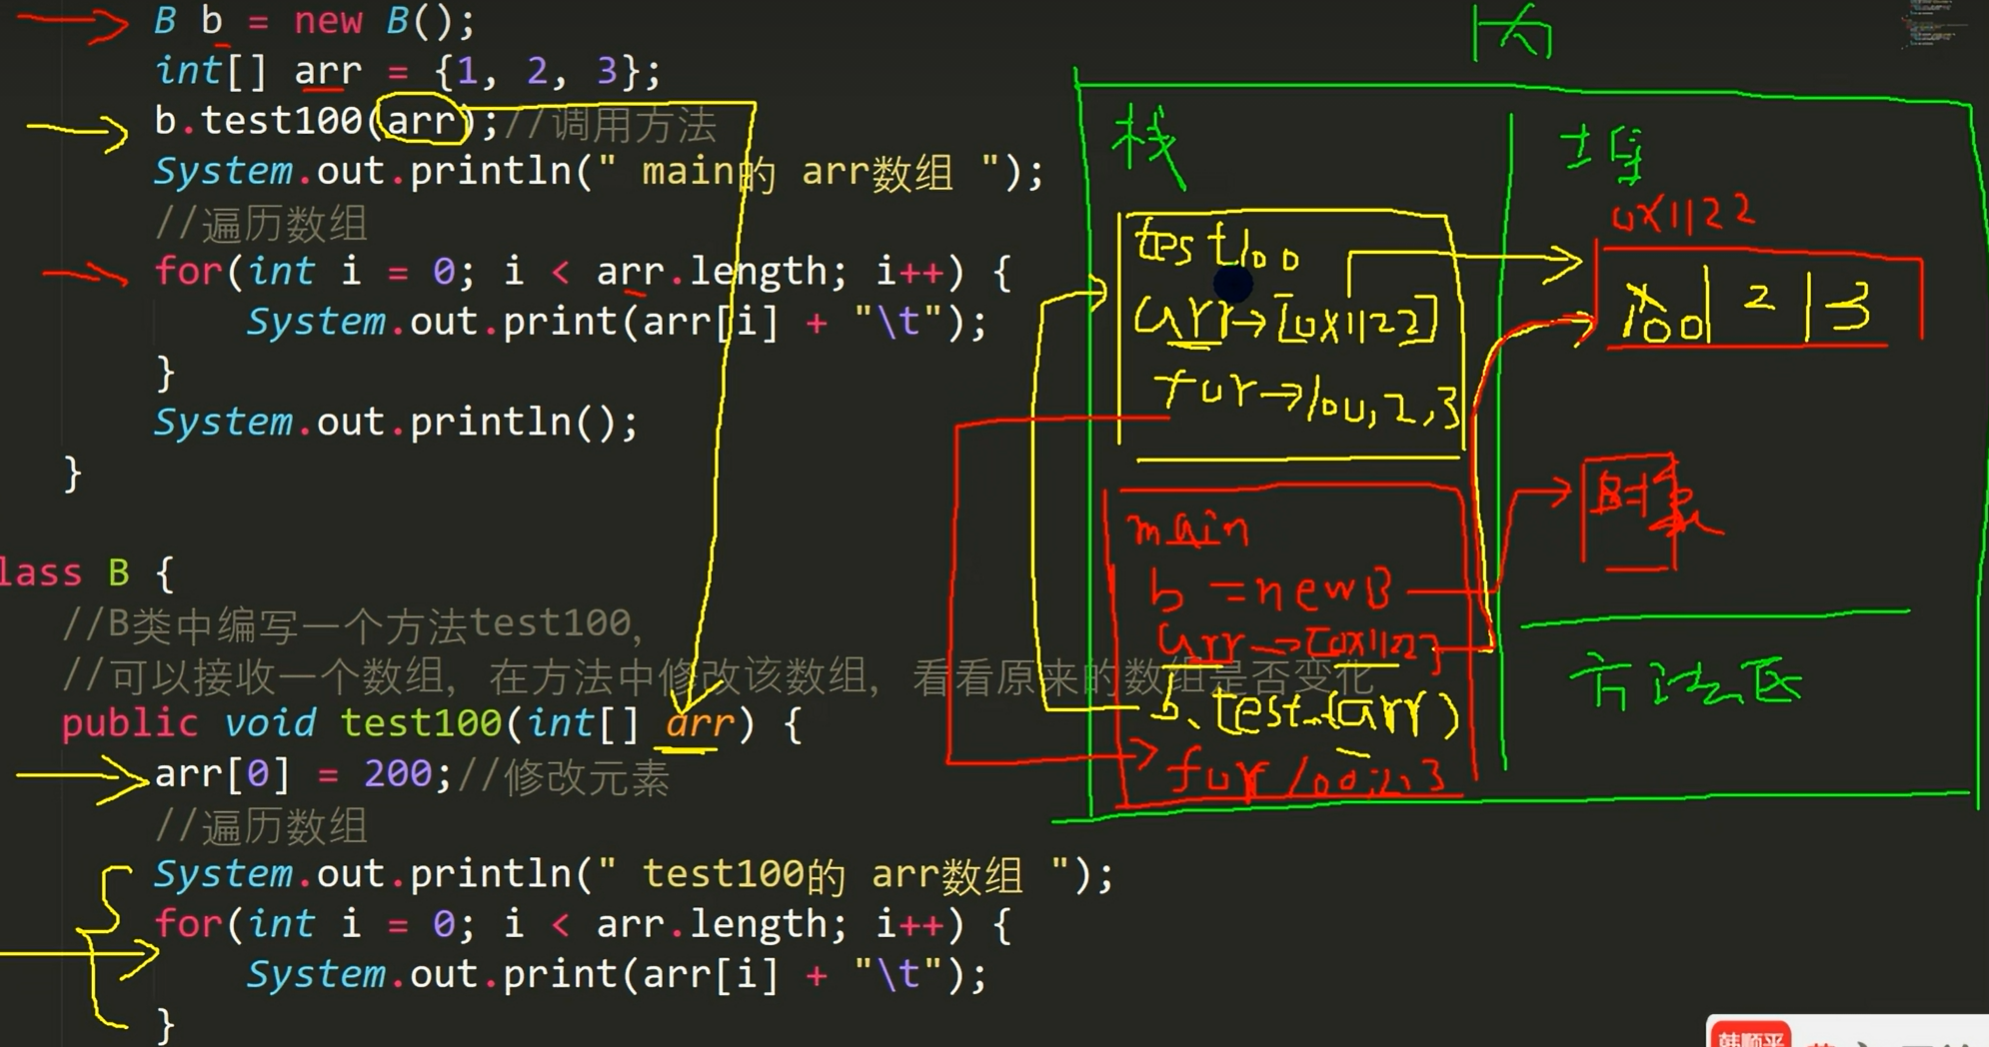 B b = new B();
int[] arr = {1, 2, 3};
b.test100(arr);//调用方法
System.out.println(" main的 arr数组 ");
//遍历数组
for(int i = 0; i < arr.length; i++) {
System.out.print(arr[i] + "\t");
}
System.out.println();
}
lass B {
//B类中编写一个方法test100,
//可以接收一个数组, 在方法中修改该数组, 看看原来的数组是否变化
public void test100(int[] arr) {
arr[0] = 200;//修改元素
//遍历数组
System.out.println(" test100的 arr数组 ");
for(int i = 0; i < arr.length; i++) {
System.out.print(arr[i] + "\t");
}
内
栈
堆
test100
arr→[0x1122]
for→100,2,3
0x1122
100 2 3
main
b =new B
arr→[0x1122]
b.test..(arr)
for 100,2,3
B对象
方法区
韩顺平